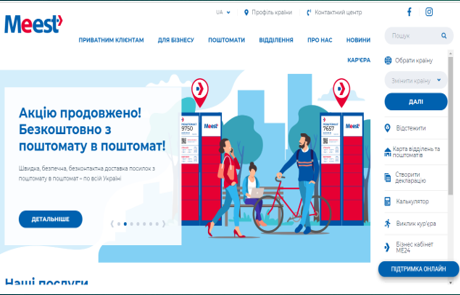 Meest
UA
Профіль країни
Контактний центр
ПРИВАТНИМ КЛІЄНТАМ ДЛЯ БІЗНЕСУ ПОШТОМАТИ ВІДДІЛЕННЯ ПРО НАС НОВИНИ
КАР'ЄРА
Пошук
Обрати країну
Змінити країну
ДАЛІ
Відстежити
Карта відділень та
поштоматів
Створити
декларацію
Калькулятор
Виклик кур'єра
Бізнес кабінет
МЕ24
ПІДТРИМКА ОНЛАЙН
Акцію продовжено!
Безкоштовно з
поштомату в поштомат!
Швидка, безпечна, безконтактна доставка посилок з
поштомату в поштомат – по всій Україні
ДЕТАЛЬНІШЕ
9750
Meest
7657
Meest
Наші послуги